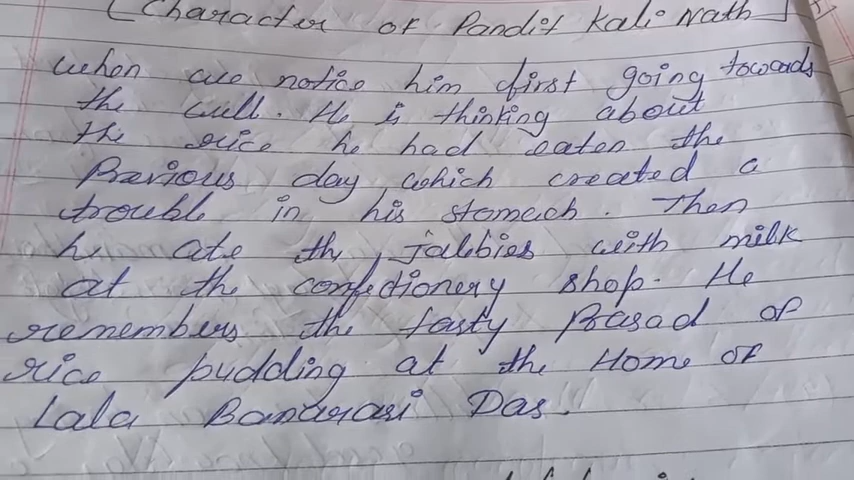 [Character of Pandit Kali Nath]
when we notice him first going towards
the well. He is thinking about
the rice he had eaten the
Previous day, which created a
trouble in his stomach. Then
he ate the jalebies with milk
at the confectionery shop. He
remembers the tasty Prasad of
rice pudding at the Home of
Lala Banarasi Das.